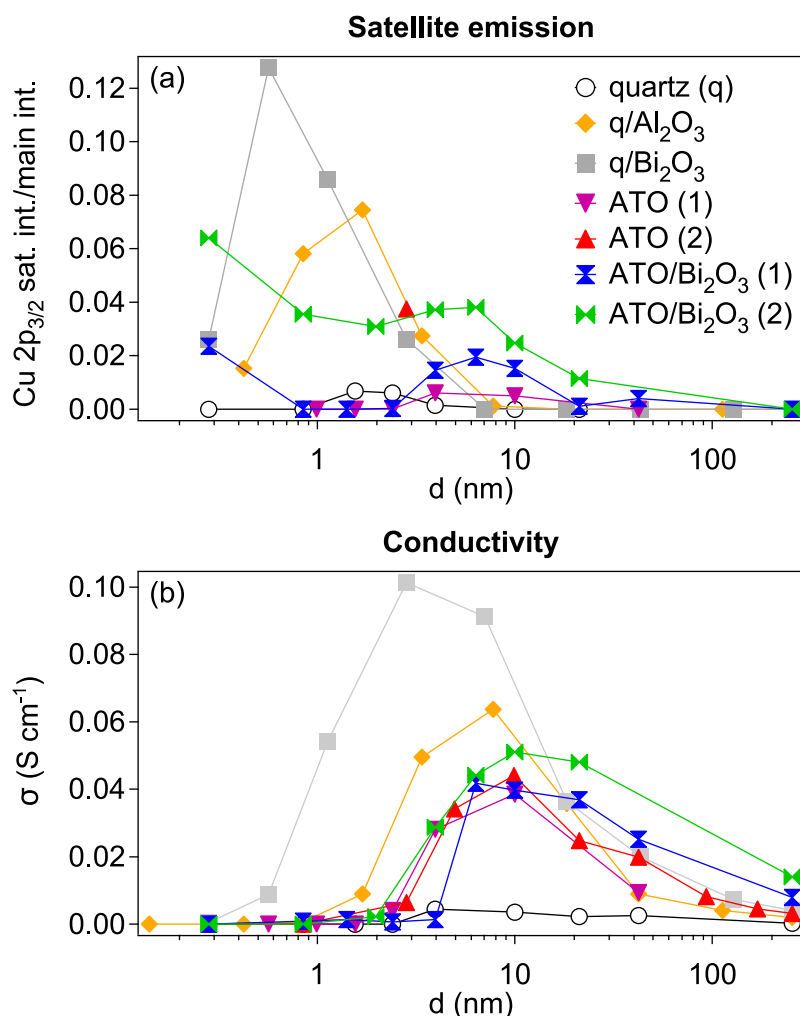 Satellite emission
(a)
Cu 2p₃/₂ sat. int./main int.
0.12
0.10
0.08
0.06
0.04
0.02
0.00
quartz (q)
q/Al₂O₃
q/Bi₂O₃
ATO (1)
ATO (2)
ATO/Bi₂O₃ (1)
ATO/Bi₂O₃ (2)
1
10
100
d (nm)
Conductivity
(b)
σ (S cm⁻¹)
0.10
0.08
0.06
0.04
0.02
0.00
1
10
100
d (nm)